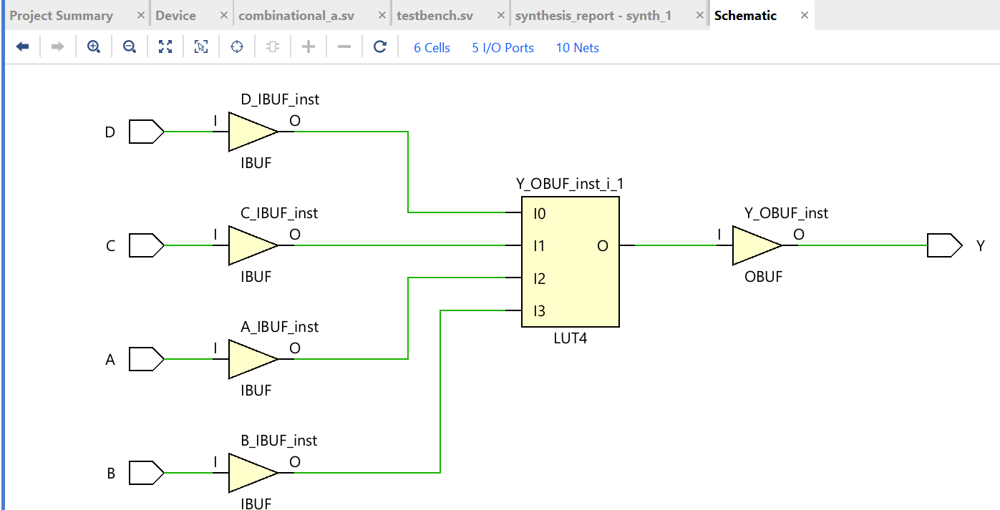 Project Summary × Device × combinational_a.sv × testbench.sv × synthesis_report - synth_1 × Schematic ×
6 Cells 5 I/O Ports 10 Nets
D_IBUF_inst
D I O
IBUF
Y_OBUF_inst_i_1
I0
C_IBUF_inst
Y_OBUF_inst
C I O
I1 O
I O
Y
IBUF
I2
OBUF
I3
A_IBUF_inst
LUT4
A I O
IBUF
B_IBUF_inst
B I O
IBUF